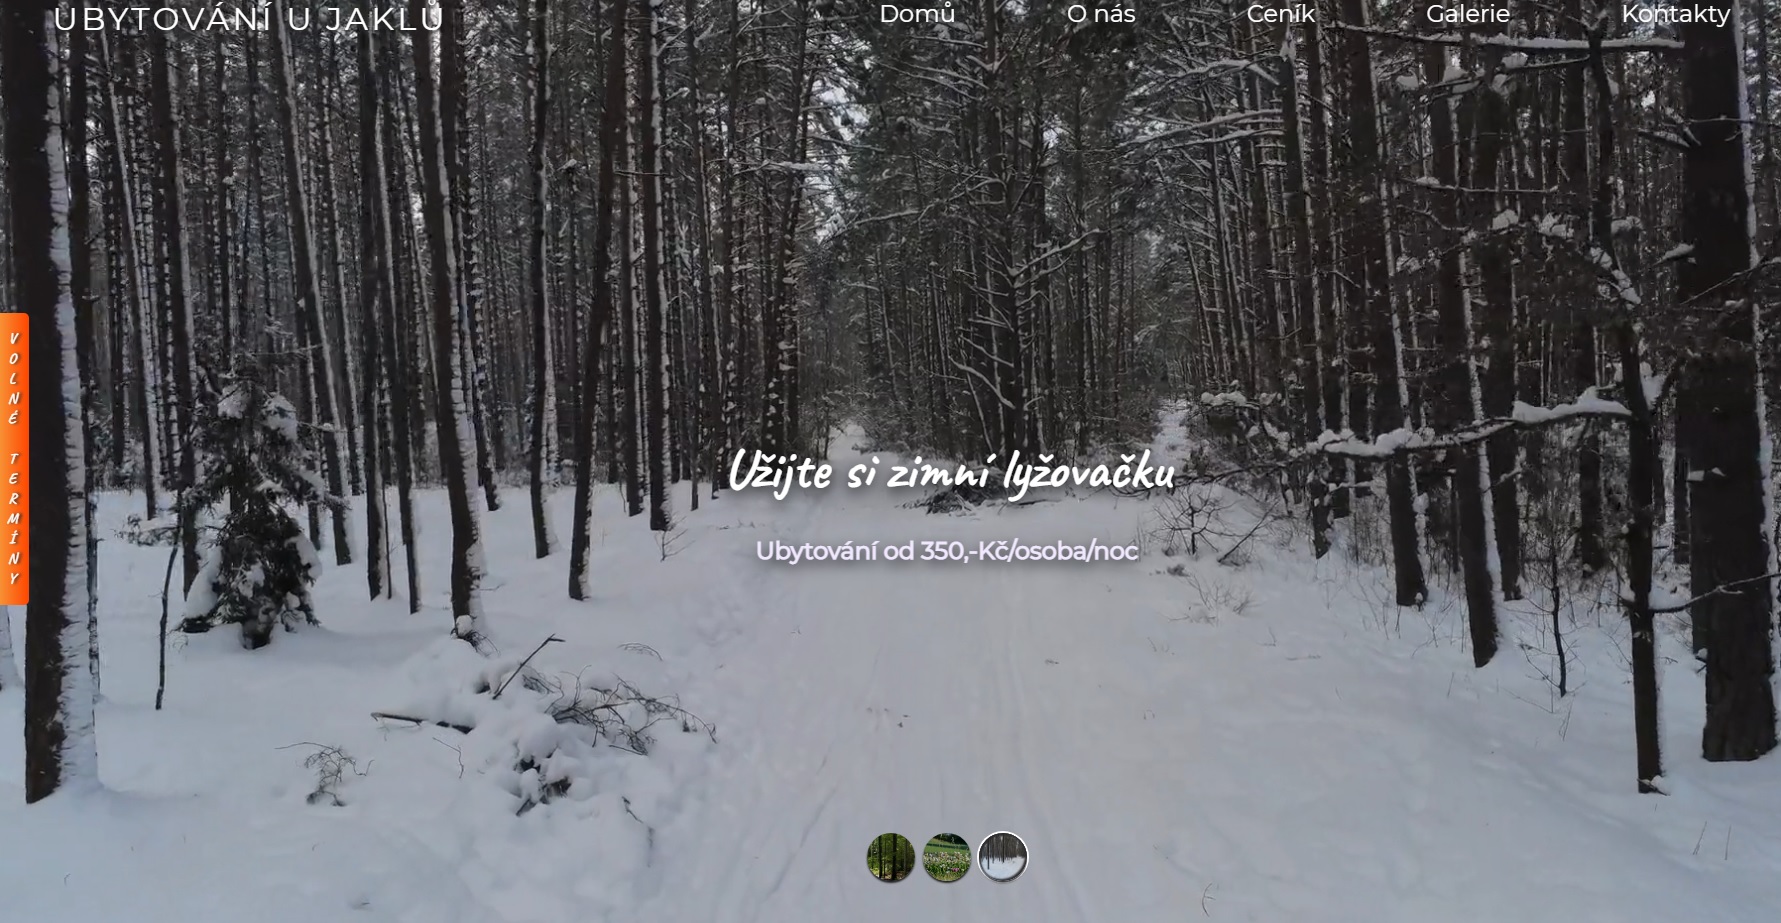 UBYTOVÁNÍ U JAKLŮ
Domů
O nás
Ceník
Galerie
Kontakty
VOLNÉ TERMÍNY
Užijte si zimní lyžovačku
Ubytování od 350,-Kč/osoba/noc